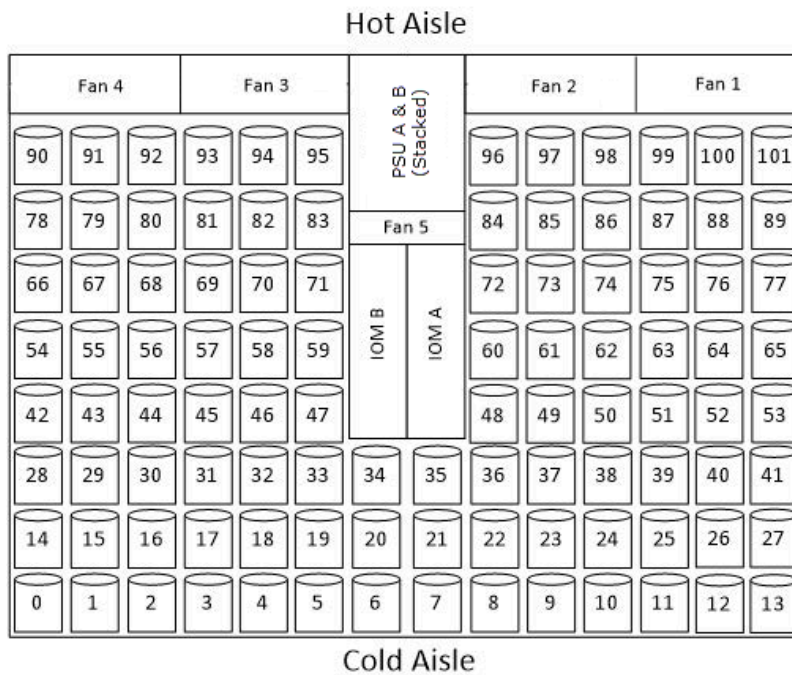 Hot Aisle
Fan 4 Fan 3 PSU A & B (Stacked) Fan 2 Fan 1
90 91 92 93 94 95 96 97 98 99 100 101
78 79 80 81 82 83 Fan 5 84 85 86 87 88 89
66 67 68 69 70 71 IOM B IOM A 72 73 74 75 76 77
54 55 56 57 58 59 60 61 62 63 64 65
42 43 44 45 46 47 48 49 50 51 52 53
28 29 30 31 32 33 34 35 36 37 38 39 40 41
14 15 16 17 18 19 20 21 22 23 24 25 26 27
0 1 2 3 4 5 6 7 8 9 10 11 12 13
Cold Aisle